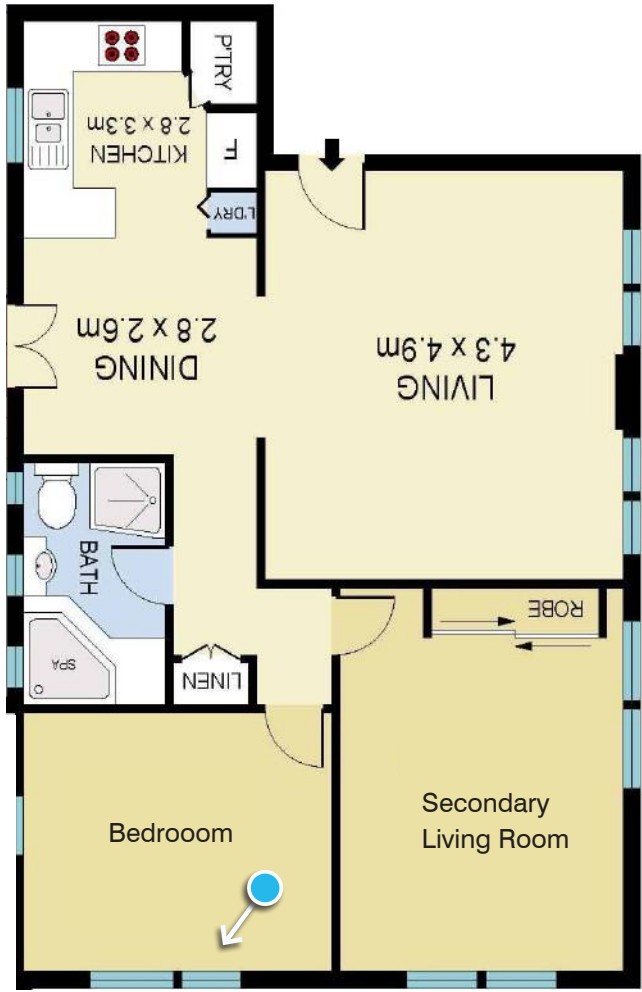 P'TRY
KITCHEN
2.8 x 3.3m
F
L'DRY
DINING
2.8 x 2.6m
LIVING
4.3 x 4.9m
BATH
SPA
LINEN
ROBE
Bedrooom
Secondary
Living Room